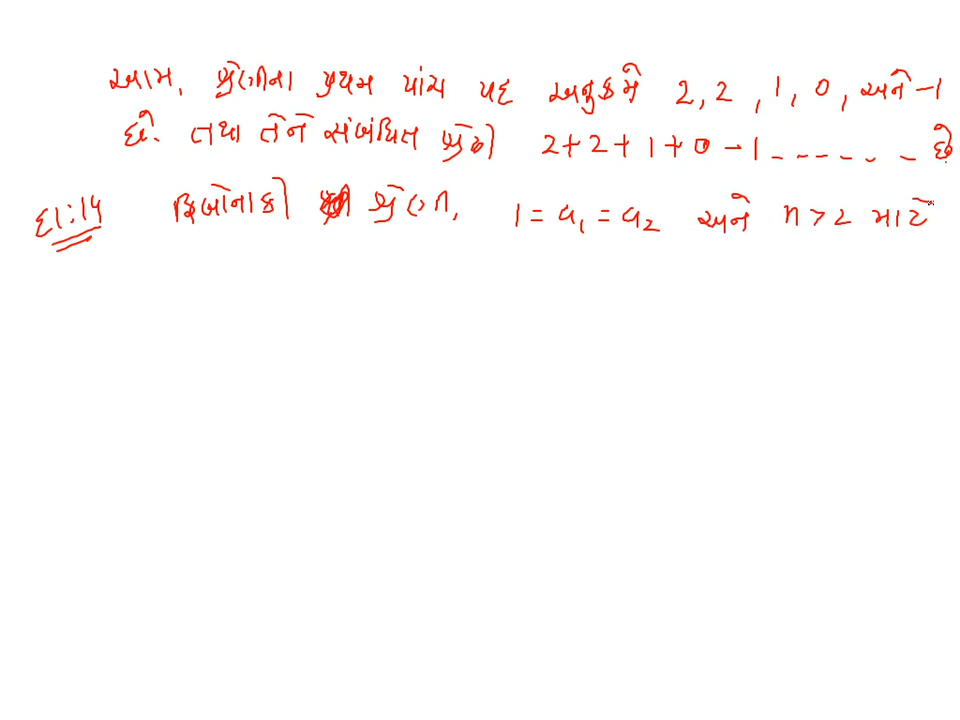 આમ, શ્રેણીના પ્રથમ પાંચ પદ અનુક્રમે 2, 2, 1, 0, અને -1
છે. તથા તેને સંબંધિત શ્રેઢી 2+2+1+0-1 ------- છે
દા:14 ફિબોનાકી શ્રેણી, 1 = a₁ = a₂ અને n > 2 માટે